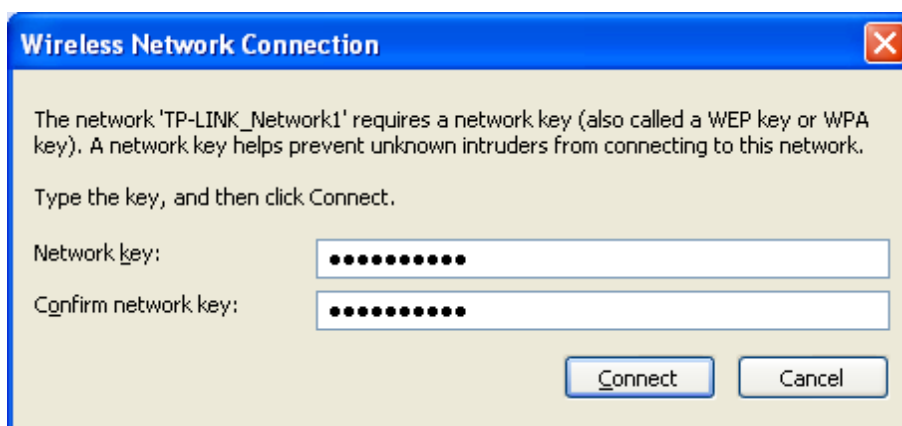 Wireless Network Connection
The network 'TP-LINK_Network1' requires a network key (also called a WEP key or WPA
key). A network key helps prevent unknown intruders from connecting to this network.
Type the key, and then click Connect.
Network key: ●●●●●●●●●●
Confirm network key: ●●●●●●●●●●
Connect Cancel